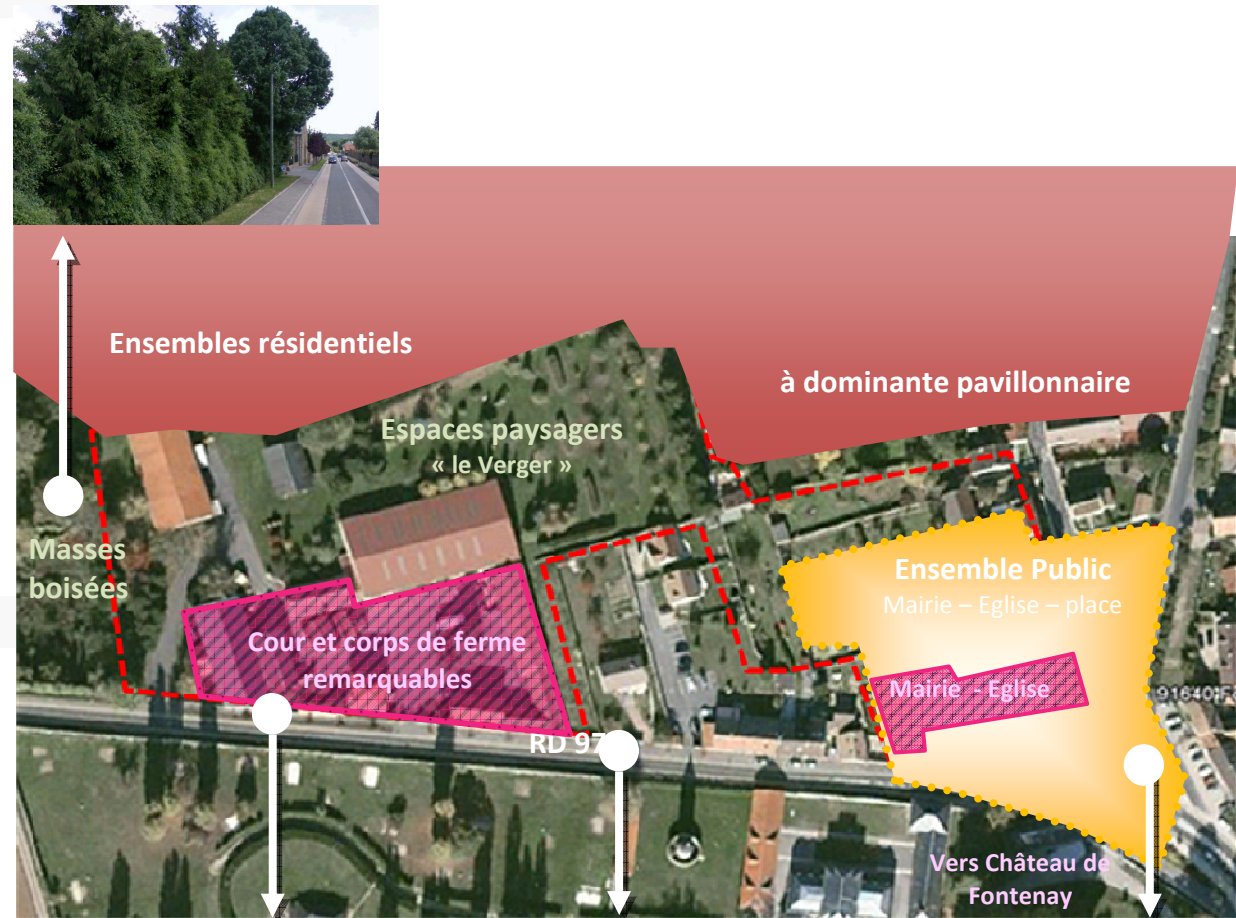 Ensembles résidentiels
à dominante pavillonnaire
Espaces paysagers
« le Verger »
Masses
boisées
Ensemble Public
Mairie – Eglise – place
Cour et corps de ferme
remarquables
Mairie - Eglise
91640
RD 97
Vers Château de
Fontenay